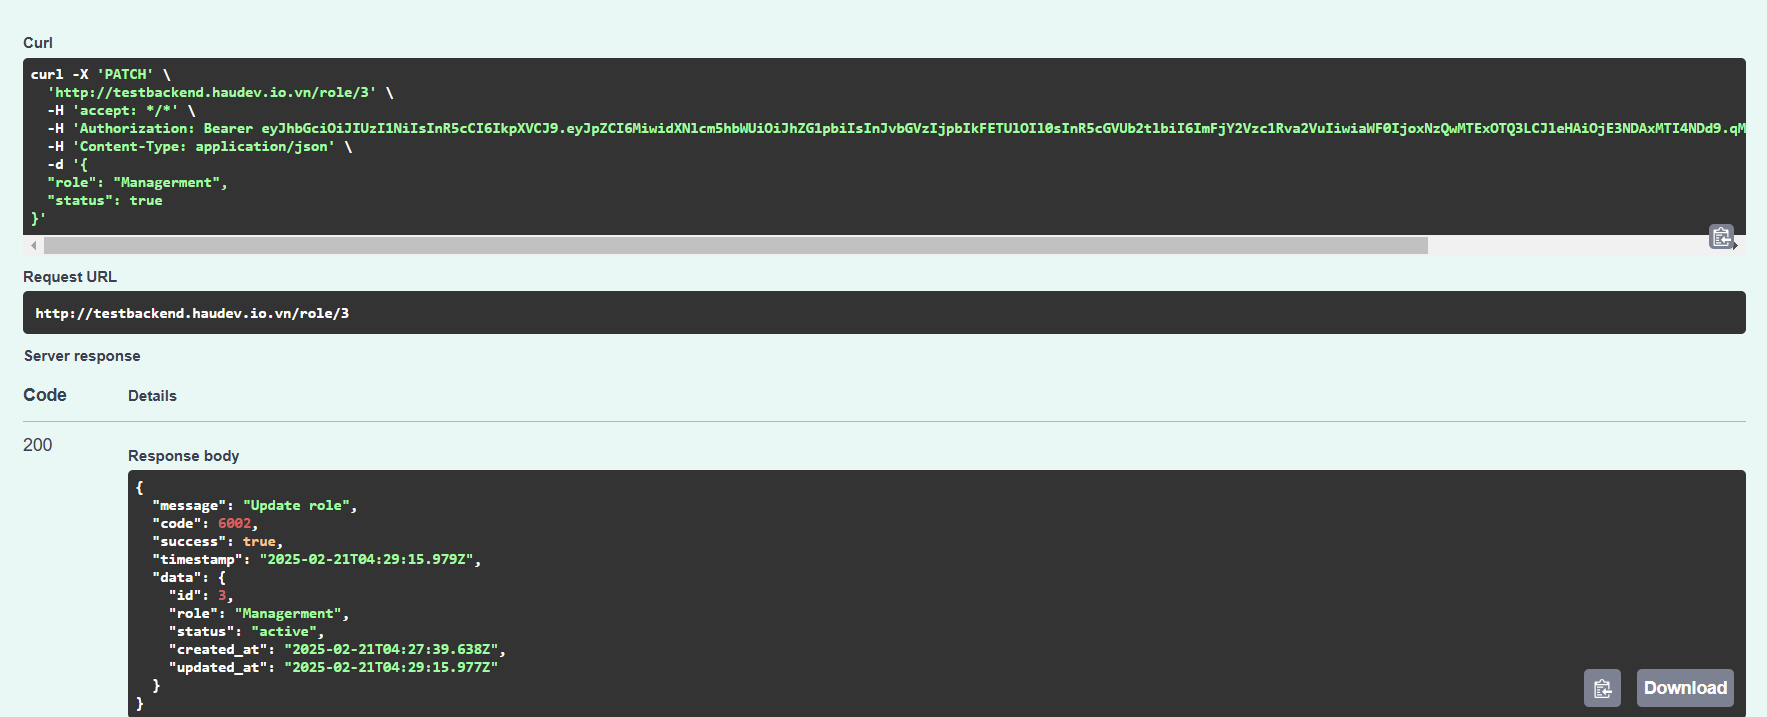 Curl
curl -X 'PATCH' \
  'http://testbackend.haudev.io.vn/role/3' \
  -H 'accept: */*' \
  -H 'Authorization: Bearer eyJhbGciOiJIUzI1NiIsInR5cCI6IkpXVCJ9.eyJpZCI6MiwidXNlcm5hbWUiOiJhZG1pbiIsInJvbGVzIjpbIkFETUlOIl0sInR5cGVUb2tlbiI6ImFjY2Vzc1Rva2VuIiwiaWF0IjoxNzQwMTExOTQ3LCJleHAiOjE3NDAxMTI4NDd9.qM
  -H 'Content-Type: application/json' \
  -d '{
  "role": "Managerment",
  "status": true
}'
Request URL
http://testbackend.haudev.io.vn/role/3
Server response
Code Details
200
Response body
{
  "message": "Update role",
  "code": 6002,
  "success": true,
  "timestamp": "2025-02-21T04:29:15.979Z",
  "data": {
    "id": 3,
    "role": "Managerment",
    "status": "active",
    "created_at": "2025-02-21T04:27:39.638Z",
    "updated_at": "2025-02-21T04:29:15.977Z"
  }
}
Download